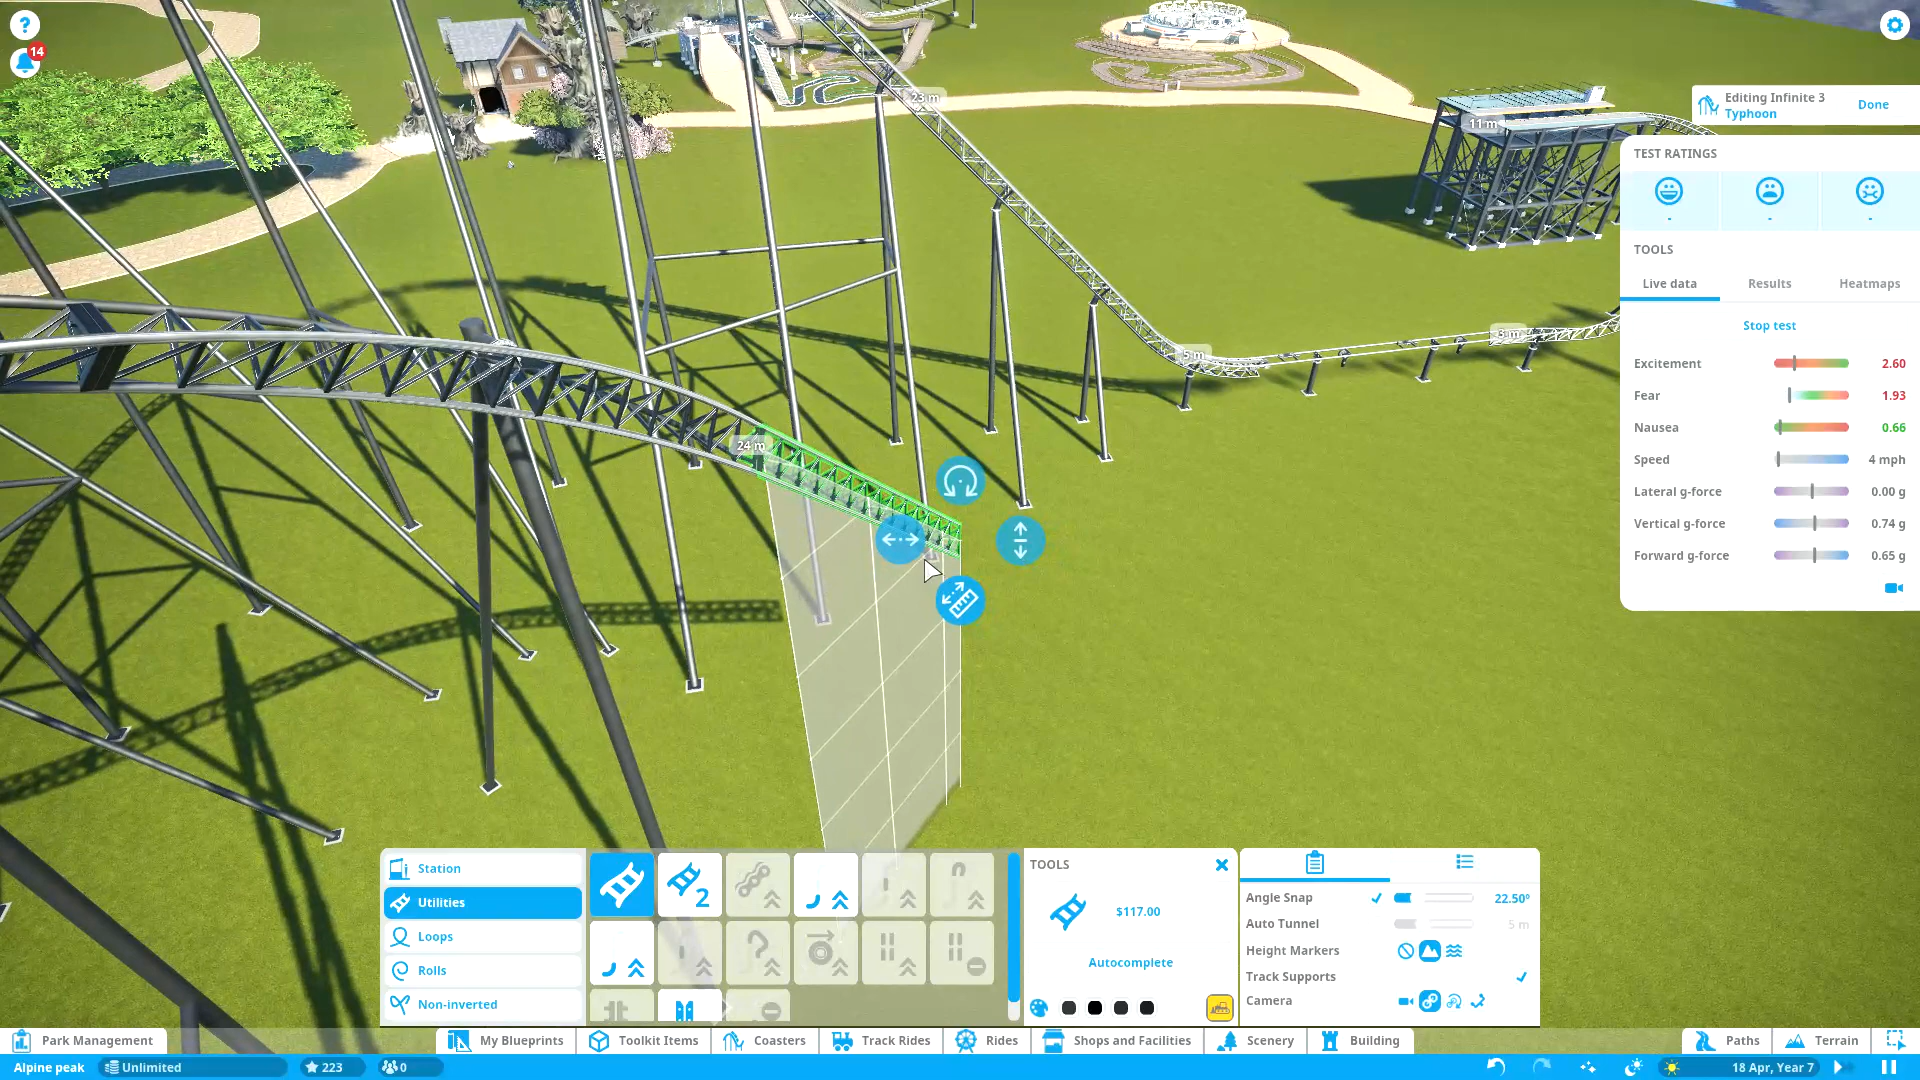 ?
14
23 m
11 m
5 m
3 m
24 m
Editing Infinite 3
Typhoon
Done
TEST RATINGS
- - -
TOOLS
Live data Results Heatmaps
Stop test
Excitement 2.60
Fear 1.93
Nausea 0.66
Speed 4 mph
Lateral g-force 0.00 g
Vertical g-force 0.74 g
Forward g-force 0.65 g
Station
Utilities
Loops
Rolls
Non-inverted
2
TOOLS
$117.00
Autocomplete
Angle Snap 22.50°
Auto Tunnel 5 m
Height Markers
Track Supports
Camera
Park Management
My Blueprints
Toolkit Items
Coasters
Track Rides
Rides
Shops and Facilities
Scenery
Building
Paths
Terrain
Alpine peak
Unlimited
223
0
18 Apr, Year 7